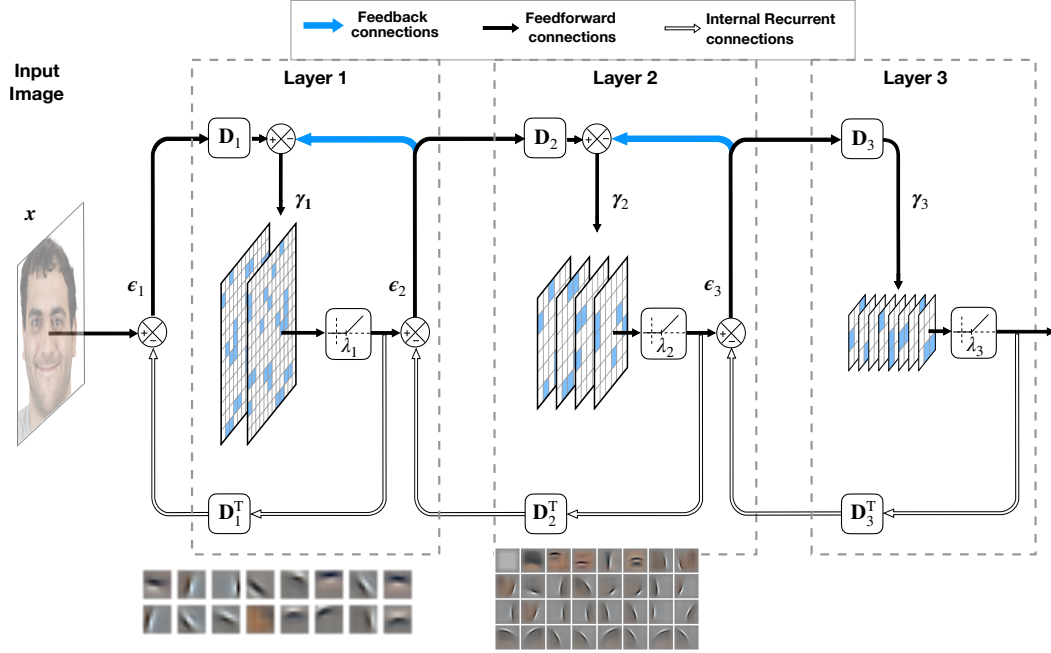 Feedback
connections
Feedforward
connections
Internal Recurrent
connections
Input
Image
Layer 1
Layer 2
Layer 3
D₁
+ −
D₂
+ −
D₃
x
γ₁
γ₂
γ₃
ϵ₁
ϵ₂
ϵ₃
+ −
λ₁
+ −
λ₂
+ −
λ₃
D₁ᵀ
D₂ᵀ
D₃ᵀ